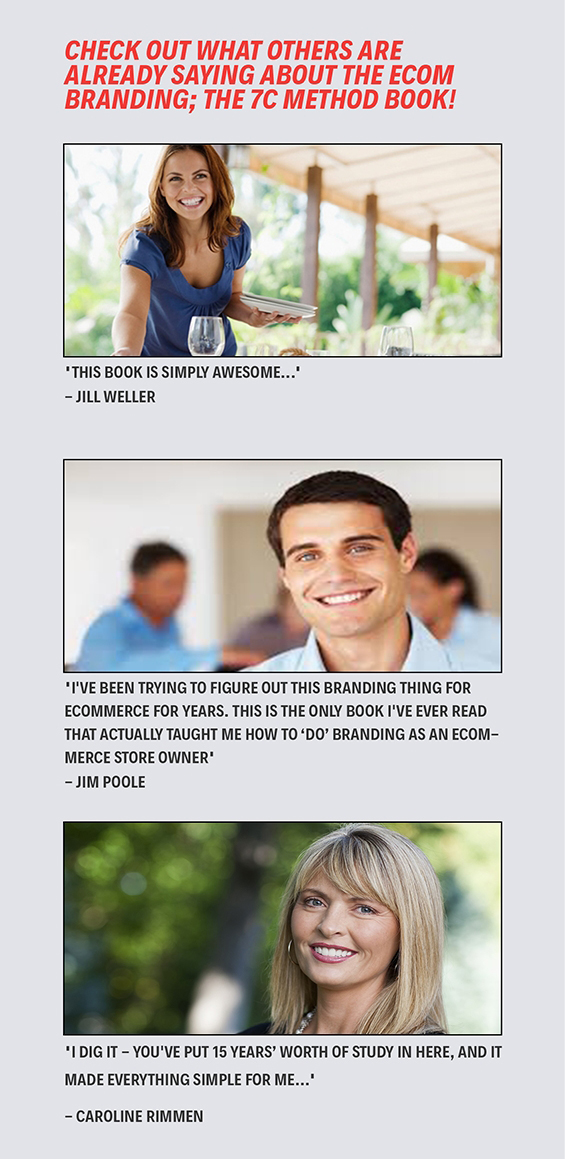 CHECK OUT WHAT OTHERS ARE
ALREADY SAYING ABOUT THE ECOM
BRANDING; THE 7C METHOD BOOK!
'THIS BOOK IS SIMPLY AWESOME...'
– JILL WELLER
'I'VE BEEN TRYING TO FIGURE OUT THIS BRANDING THING FOR
ECOMMERCE FOR YEARS. THIS IS THE ONLY BOOK I'VE EVER READ
THAT ACTUALLY TAUGHT ME HOW TO ‘DO’ BRANDING AS AN ECOM–
MERCE STORE OWNER'
– JIM POOLE
'I DIG IT – YOU'VE PUT 15 YEARS’ WORTH OF STUDY IN HERE, AND IT
MADE EVERYTHING SIMPLE FOR ME...'
– CAROLINE RIMMEN